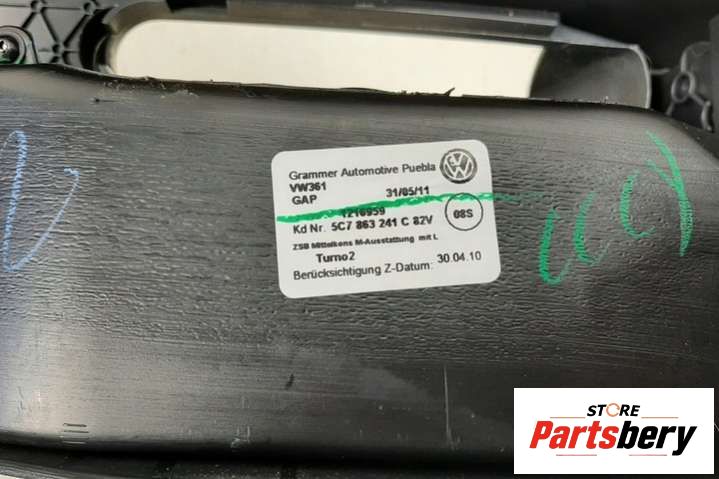 Grammer Automotive Puebla
VW361
GAP 31/05/11
1216959
Kd Nr. 5C7 863 241 C 82V 08S
ZSB Mittelkons M-Ausstattung mit L
Turno2
Berücksichtigung Z-Datum: 30.04.10
STORE
Partsbery